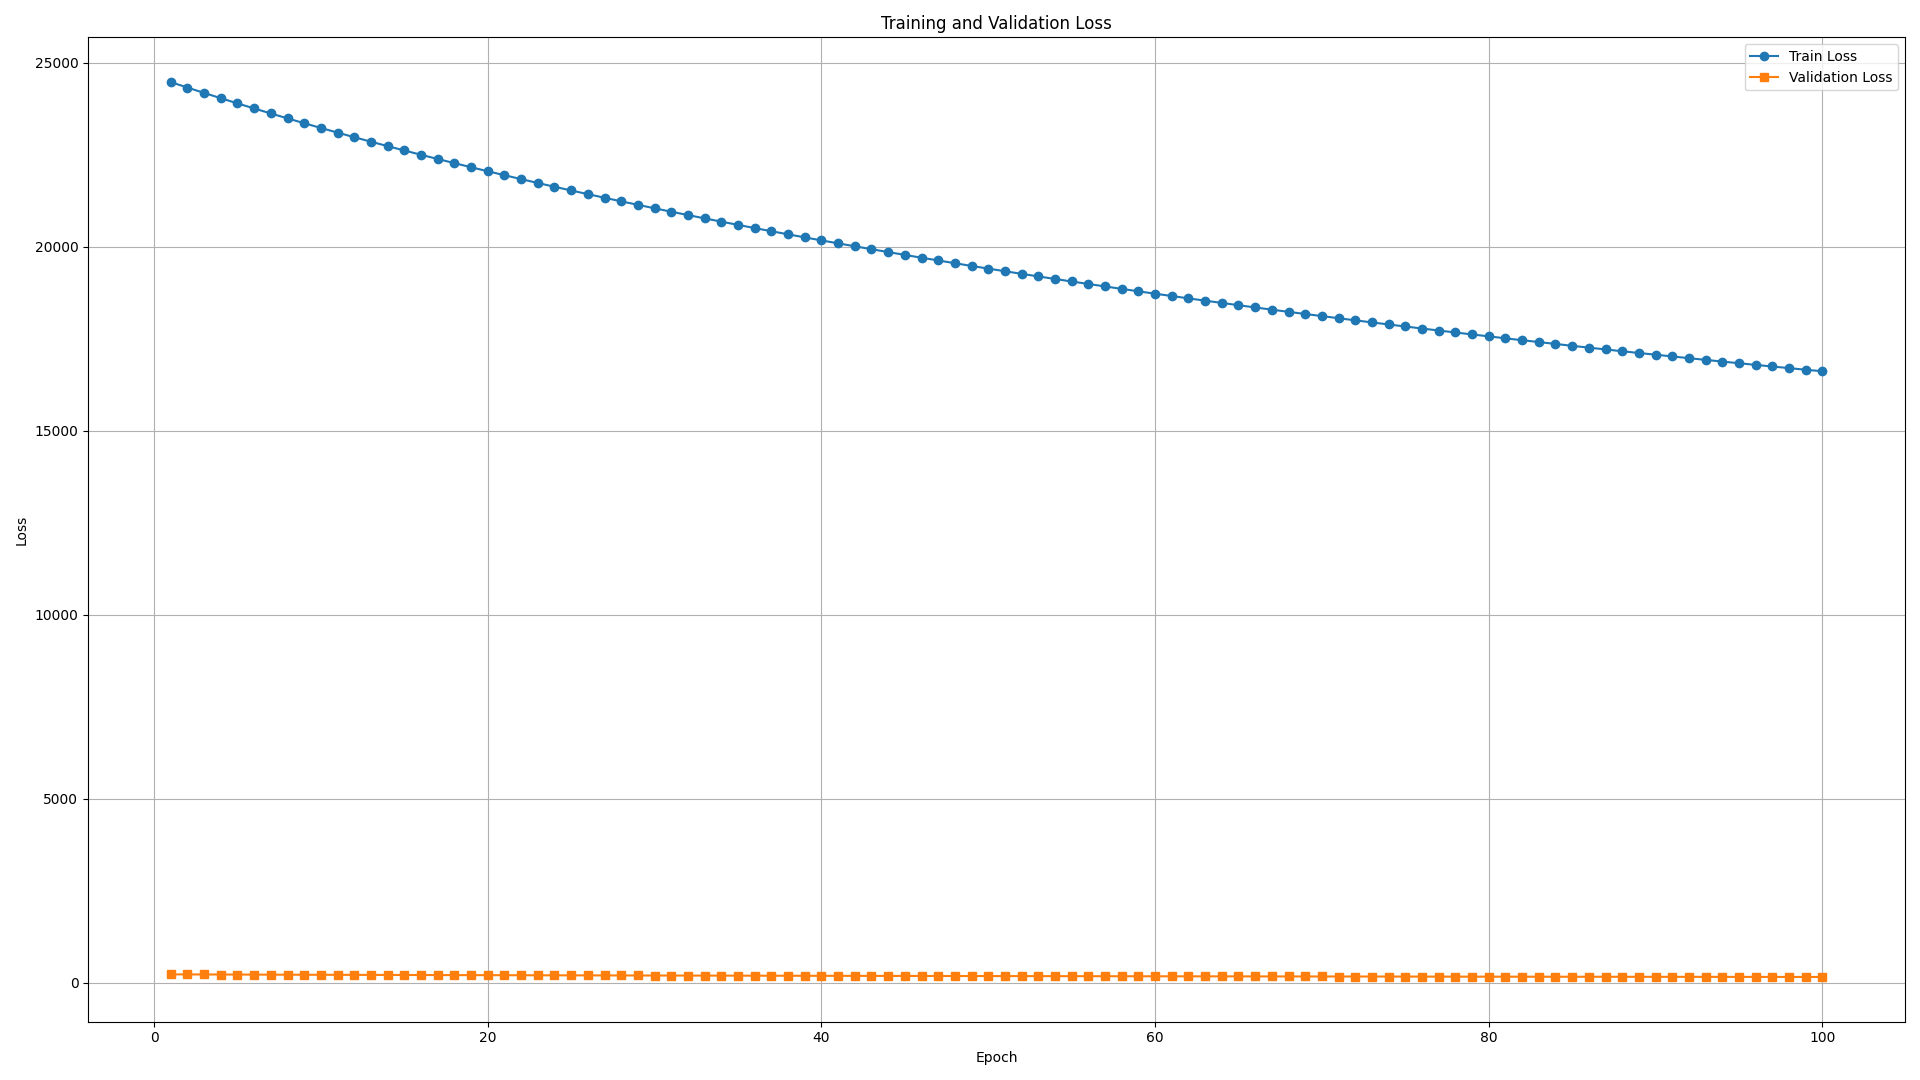 Training and Validation Loss
Train Loss
Validation Loss
25000
20000
15000
10000
5000
0
Loss
0 20 40 60 80 100
Epoch